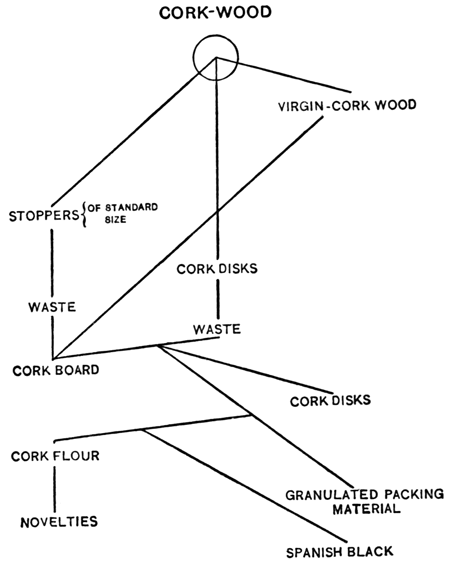 CORK-WOOD
VIRGIN-CORK WOOD
STOPPERS { OF STANDARD
SIZE
CORK DISKS
WASTE
WASTE
CORK BOARD
CORK DISKS
CORK FLOUR
GRANULATED PACKING
MATERIAL
NOVELTIES
SPANISH BLACK